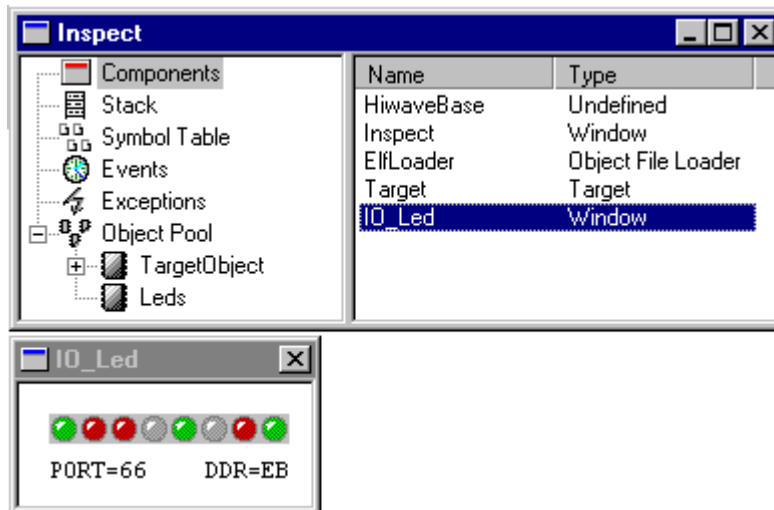 Inspect
Components
Stack
Symbol Table
Events
Exceptions
Object Pool
TargetObject
Leds
Name Type
HiwaveBase Undefined
Inspect Window
ElfLoader Object File Loader
Target Target
IO_Led Window
IO_Led
PORT=66 DDR=EB